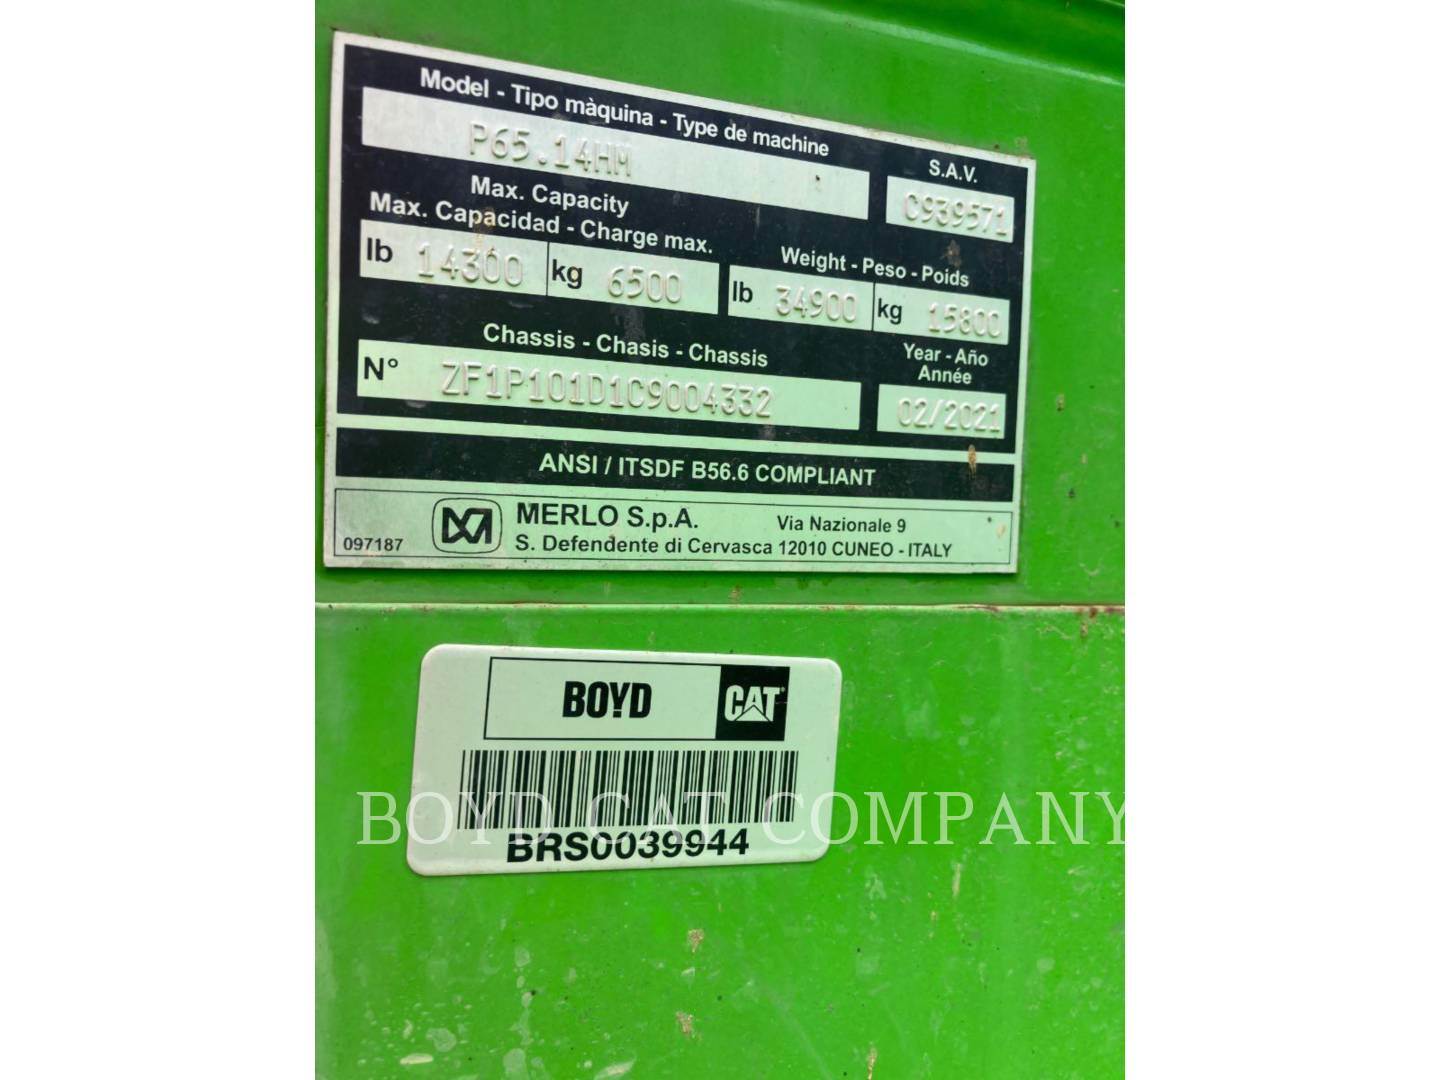 Model - Tipo màquina - Type de machine
P65.14HM
S.A.V.
C939571
Max. Capacity
Max. Capacidad - Charge max.
lb 14300 kg 6500
Weight - Peso - Poids
lb 34900 kg 15800
Chassis - Chasis - Chassis
N° ZF1P101D1C9004332
Year - Año
Année
02/2021
ANSI / ITSDF B56.6 COMPLIANT
097187
MERLO S.p.A. Via Nazionale 9
S. Defendente di Cervasca 12010 CUNEO - ITALY
BOYD CAT
BRS0039944
BOYD CAT COMPANY